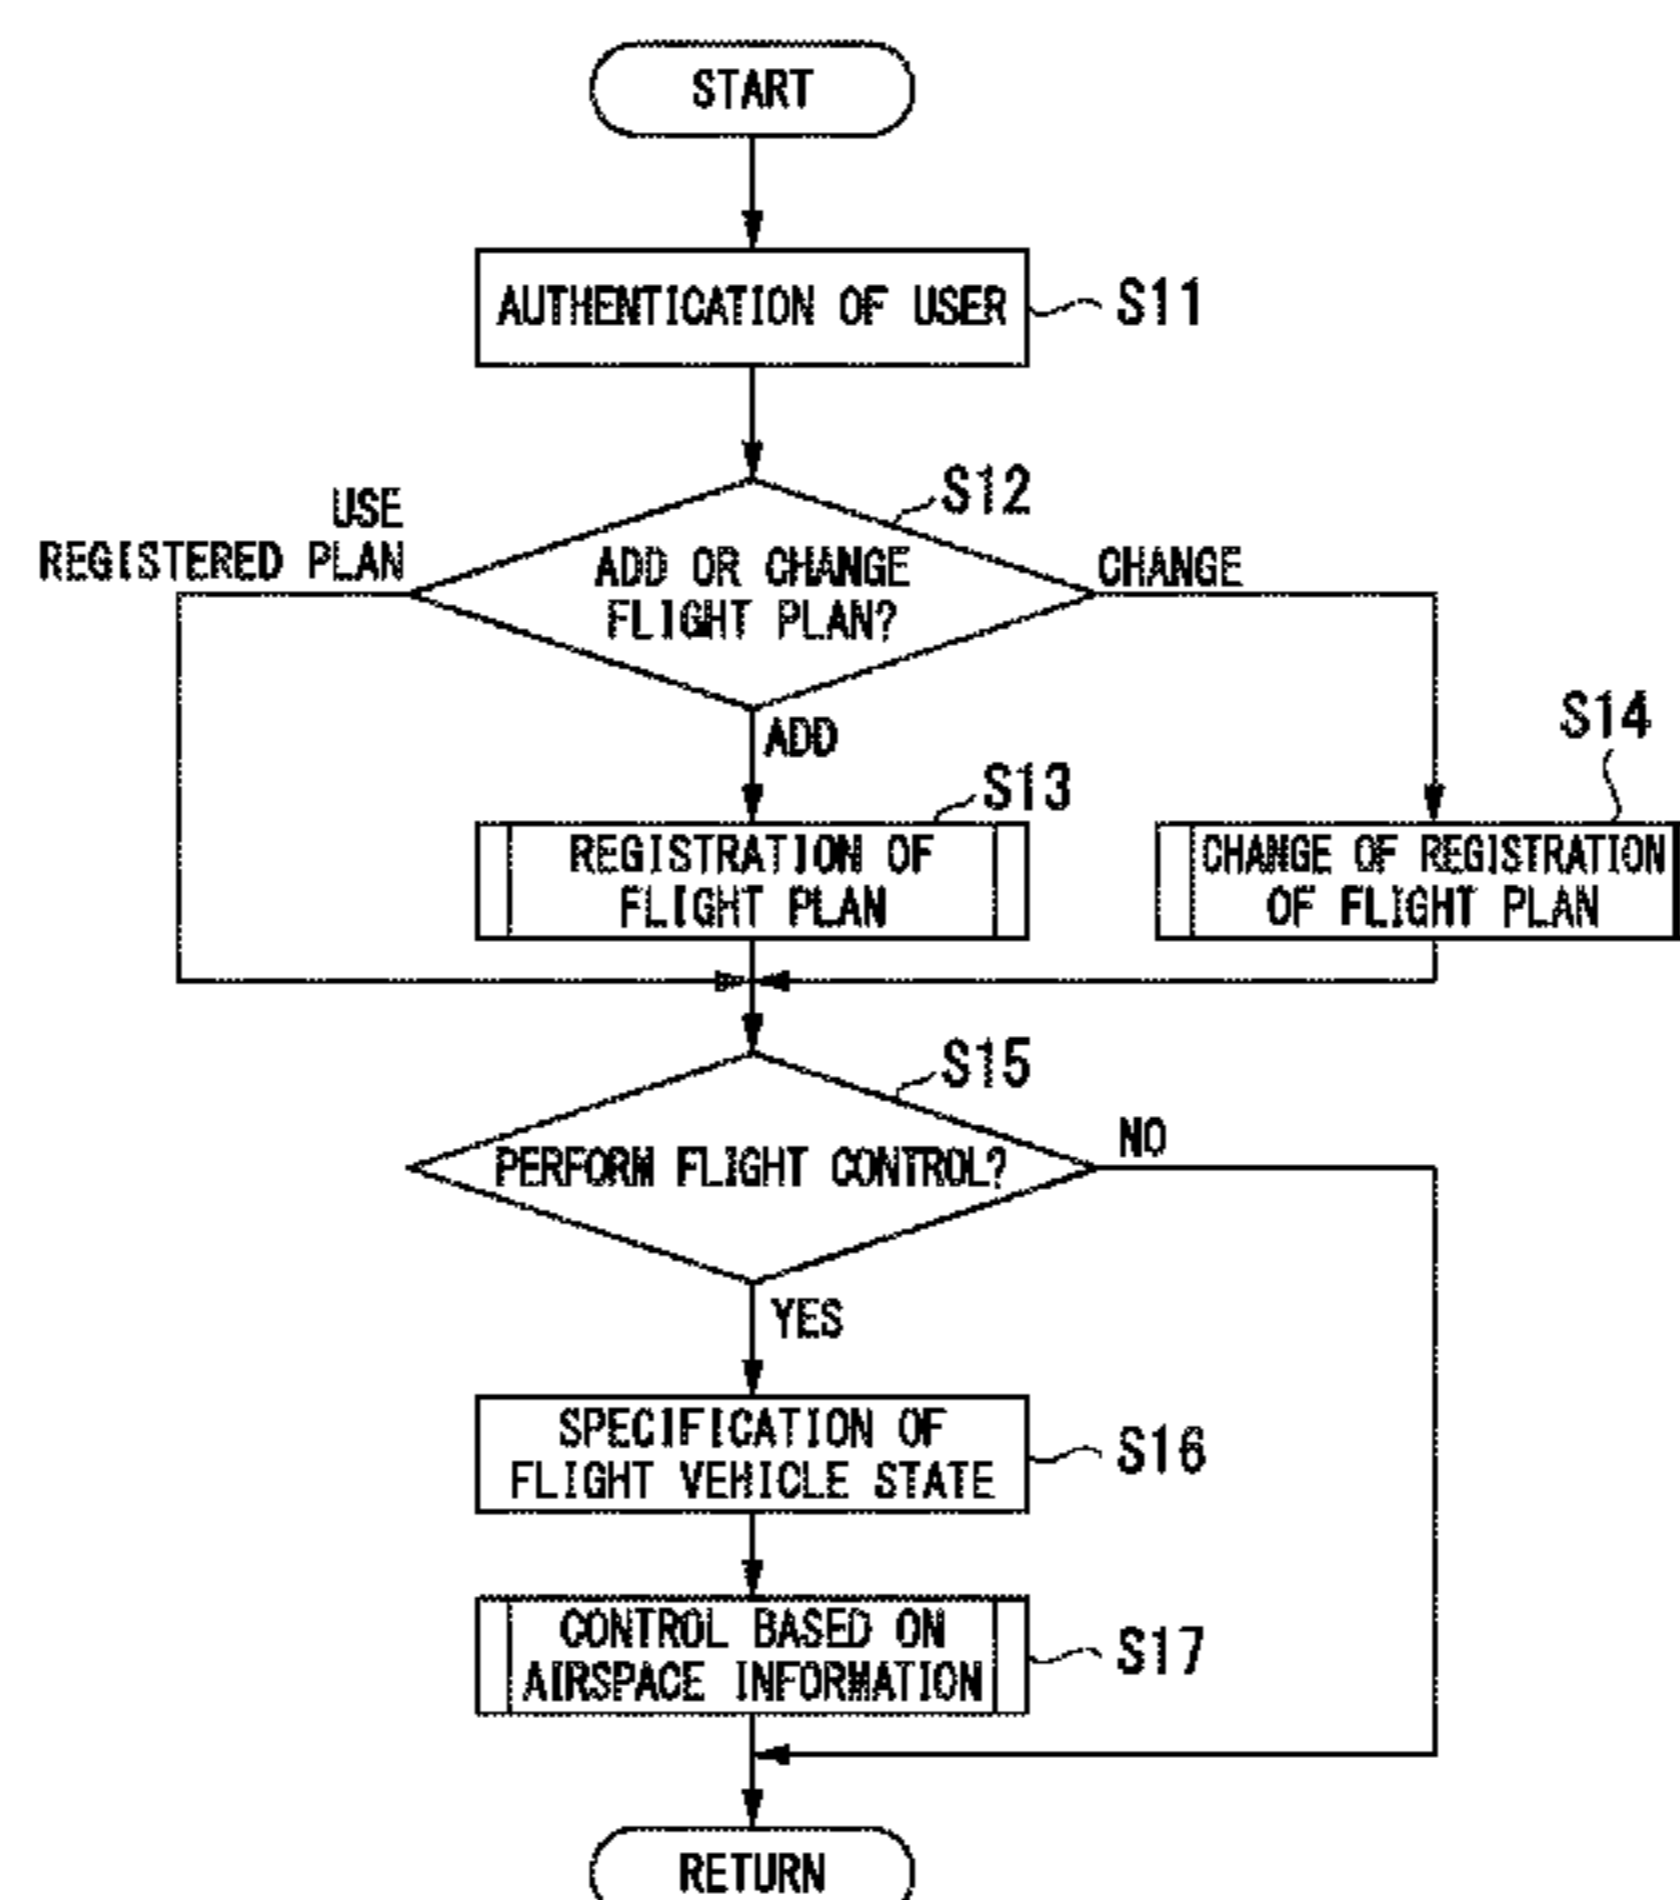 START
AUTHENTICATION OF USER
S11
S12
USE
REGISTERED PLAN
ADD OR CHANGE
FLIGHT PLAN?
CHANGE
ADD
S13
S14
REGISTRATION OF
FLIGHT PLAN
CHANGE OF REGISTRATION
OF FLIGHT PLAN
S15
PERFORM FLIGHT CONTROL?
NO
YES
SPECIFICATION OF
FLIGHT VEHICLE STATE
S16
CONTROL BASED ON
AIRSPACE INFORMATION
S17
RETURN